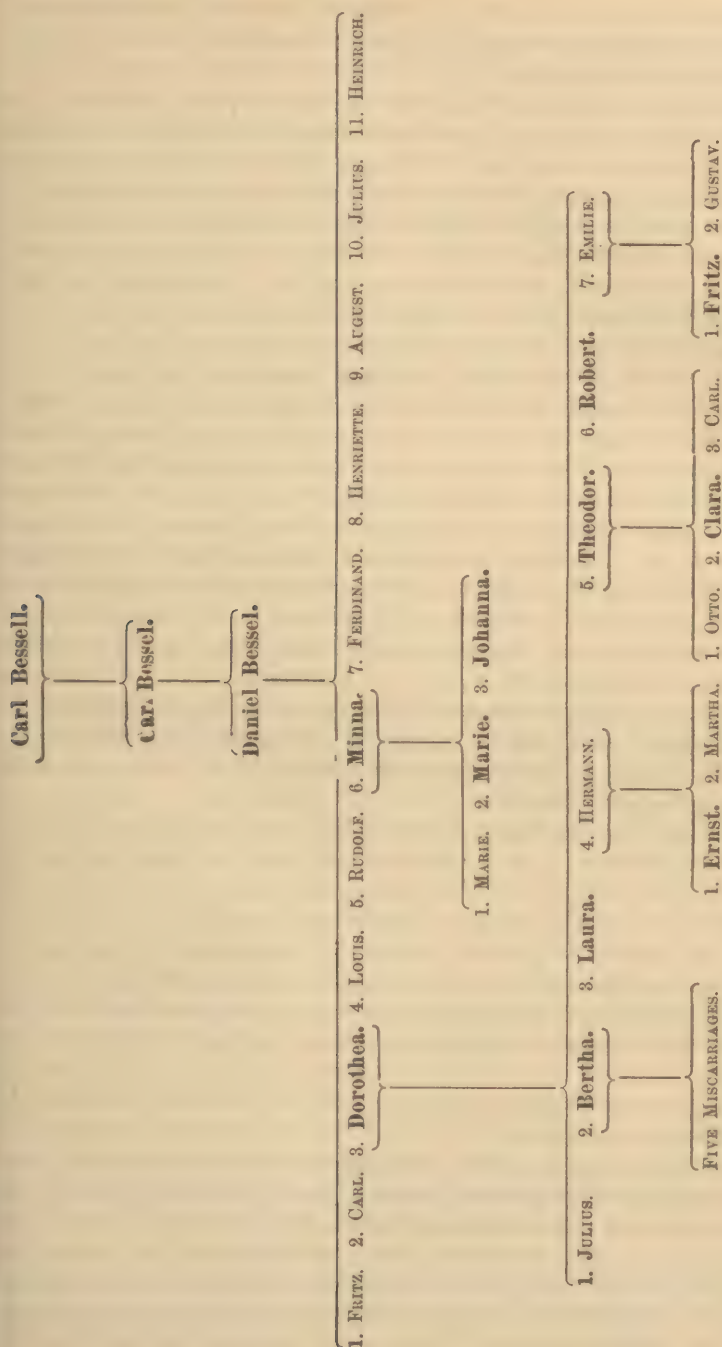 Carl Bessell.
Car. Bessel.
Daniel Bessel.
1. FRITZ. 2. CARL. 3. Dorothea. 4. LOUIS. 5. RUDOLF. 6. Minna. 7. FERDINAND. 8. HENRIETTE. 9. AUGUST. 10. JULIUS. 11. HEINRICH.
1. MARIE. 2. Marie. 3. Johanna.
1. JULIUS. 2. Bertha. 3. Laura. 4. HERMANN. 5. Theodor. 6. Robert. 7. EMILIE.
FIVE MISCARRIAGES. 1. Ernst. 2. MARTHA. 1. OTTO. 2. Clara. 3. CARL. 1. Fritz. 2. GUSTAV.